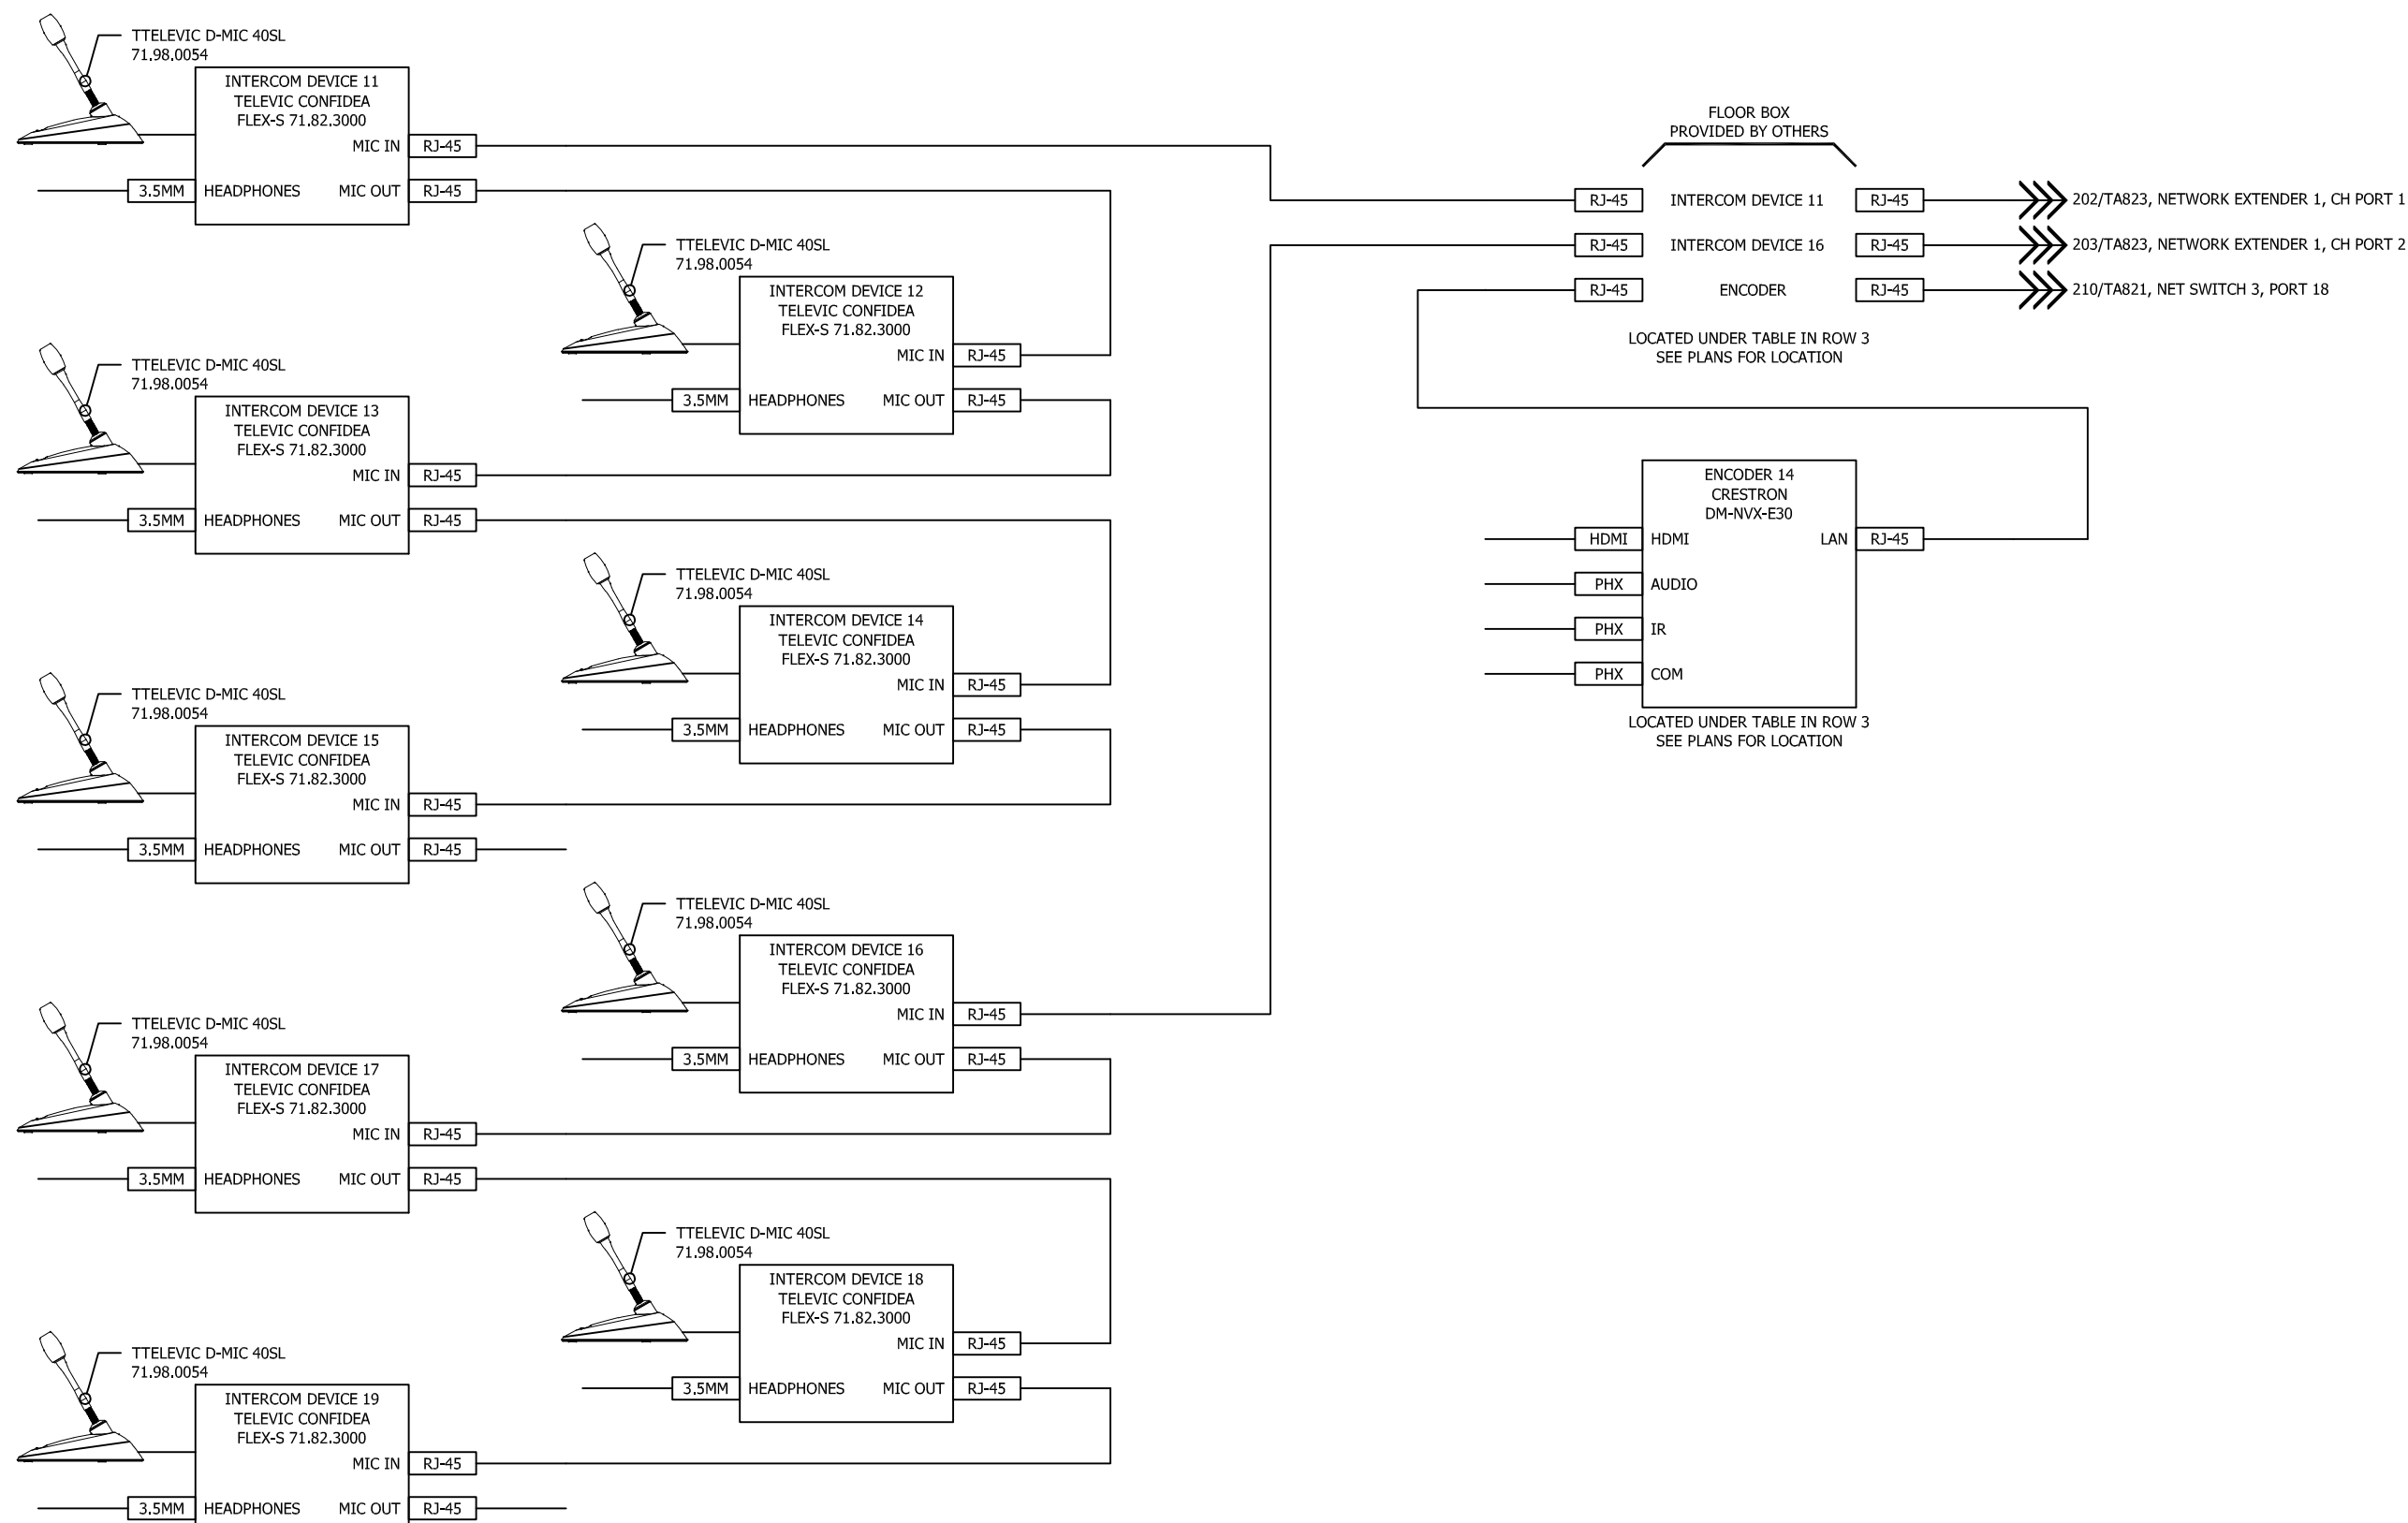 TTELEVIC D-MIC 40SL
71.98.0054
INTERCOM DEVICE 11
TELEVIC CONFIDEA
FLEX-S 71.82.3000
MIC IN RJ-45
3.5MM HEADPHONES MIC OUT RJ-45
TTELEVIC D-MIC 40SL
71.98.0054
INTERCOM DEVICE 12
TELEVIC CONFIDEA
FLEX-S 71.82.3000
MIC IN RJ-45
3.5MM HEADPHONES MIC OUT RJ-45
TTELEVIC D-MIC 40SL
71.98.0054
INTERCOM DEVICE 13
TELEVIC CONFIDEA
FLEX-S 71.82.3000
MIC IN RJ-45
3.5MM HEADPHONES MIC OUT RJ-45
TTELEVIC D-MIC 40SL
71.98.0054
INTERCOM DEVICE 14
TELEVIC CONFIDEA
FLEX-S 71.82.3000
MIC IN RJ-45
3.5MM HEADPHONES MIC OUT RJ-45
TTELEVIC D-MIC 40SL
71.98.0054
INTERCOM DEVICE 15
TELEVIC CONFIDEA
FLEX-S 71.82.3000
MIC IN RJ-45
3.5MM HEADPHONES MIC OUT RJ-45
TTELEVIC D-MIC 40SL
71.98.0054
INTERCOM DEVICE 16
TELEVIC CONFIDEA
FLEX-S 71.82.3000
MIC IN RJ-45
3.5MM HEADPHONES MIC OUT RJ-45
TTELEVIC D-MIC 40SL
71.98.0054
INTERCOM DEVICE 17
TELEVIC CONFIDEA
FLEX-S 71.82.3000
MIC IN RJ-45
3.5MM HEADPHONES MIC OUT RJ-45
TTELEVIC D-MIC 40SL
71.98.0054
INTERCOM DEVICE 18
TELEVIC CONFIDEA
FLEX-S 71.82.3000
MIC IN RJ-45
3.5MM HEADPHONES MIC OUT RJ-45
TTELEVIC D-MIC 40SL
71.98.0054
INTERCOM DEVICE 19
TELEVIC CONFIDEA
FLEX-S 71.82.3000
MIC IN RJ-45
3.5MM HEADPHONES MIC OUT RJ-45
FLOOR BOX
PROVIDED BY OTHERS
RJ-45 INTERCOM DEVICE 11 RJ-45 202/TA823, NETWORK EXTENDER 1, CH PORT 1
RJ-45 INTERCOM DEVICE 16 RJ-45 203/TA823, NETWORK EXTENDER 1, CH PORT 2
RJ-45 ENCODER RJ-45 210/TA821, NET SWITCH 3, PORT 18
LOCATED UNDER TABLE IN ROW 3
SEE PLANS FOR LOCATION
ENCODER 14
CRESTRON
DM-NVX-E30
HDMI HDMI LAN RJ-45
PHX AUDIO
PHX IR
PHX COM
LOCATED UNDER TABLE IN ROW 3
SEE PLANS FOR LOCATION